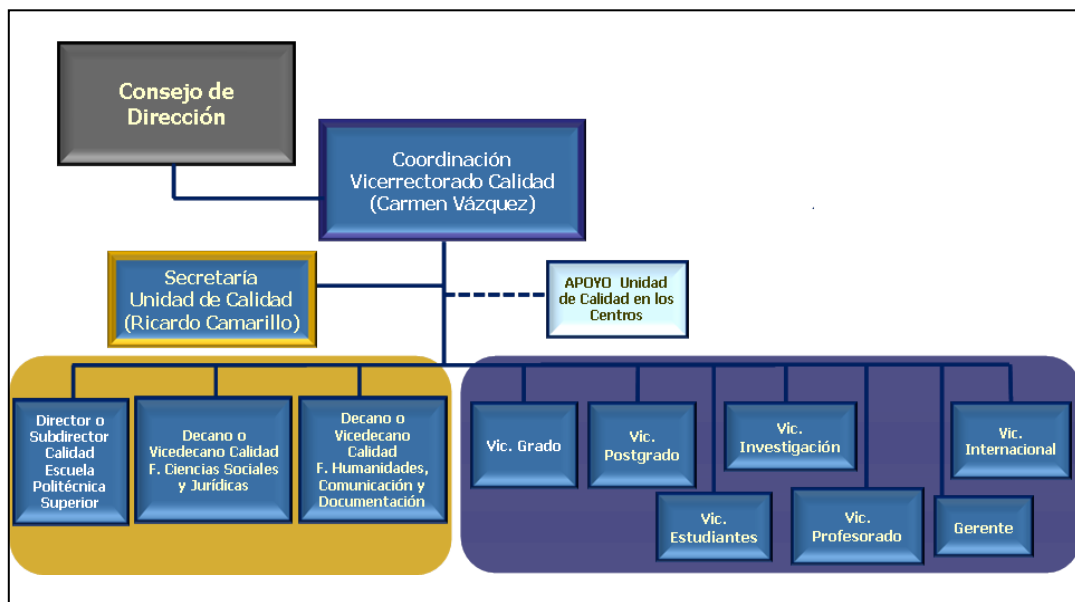 Consejo de
Dirección
Coordinación
Vicerrectorado Calidad
(Carmen Vázquez)
Secretaría
Unidad de Calidad
(Ricardo Camarillo)
APOYO Unidad
de Calidad en los
Centros
Director o
Subdirector
Calidad
Escuela
Politécnica
Superior
Decano o
Vicedecano Calidad
F. Ciencias Sociales
y Jurídicas
Decano o
Vicedecano
Calidad
F. Humanidades,
Comunicación y
Documentación
Vic. Grado
Vic.
Postgrado
Vic.
Investigación
Vic.
Internacional
Vic.
Estudiantes
Vic.
Profesorado
Gerente